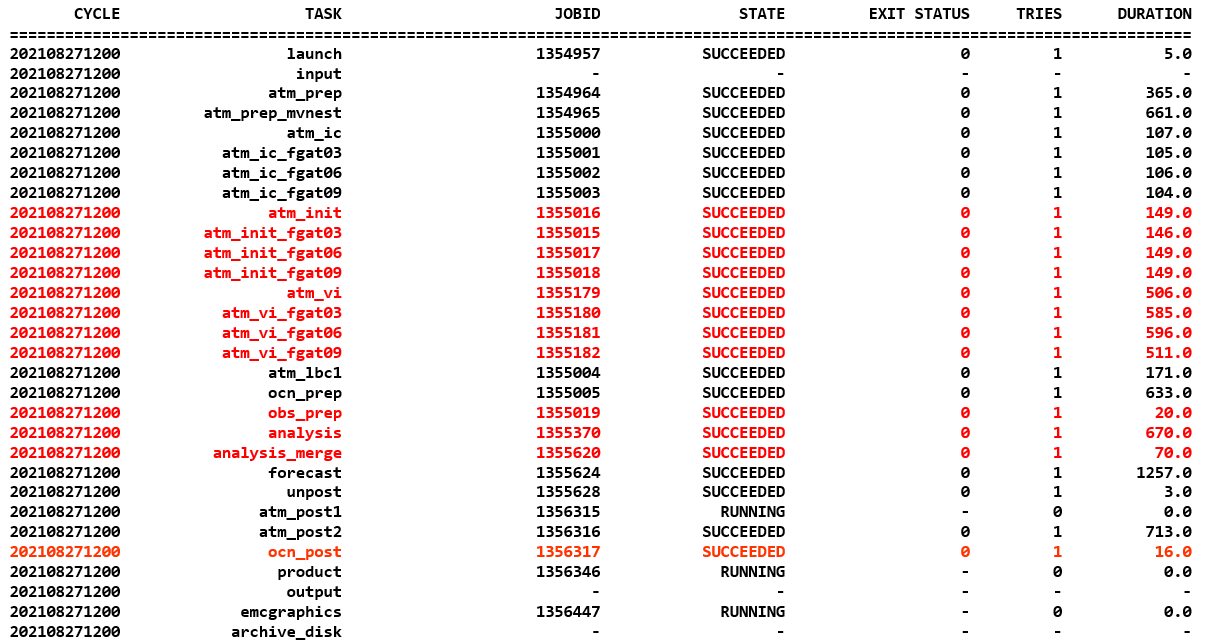 CYCLE TASK JOBID STATE EXIT STATUS TRIES DURATION
================================================================================================================================
202108271200 launch 1354957 SUCCEEDED 0 1 5.0
202108271200 input - - - - -
202108271200 atm_prep 1354964 SUCCEEDED 0 1 365.0
202108271200 atm_prep_mvnest 1354965 SUCCEEDED 0 1 661.0
202108271200 atm_ic 1355000 SUCCEEDED 0 1 107.0
202108271200 atm_ic_fgat03 1355001 SUCCEEDED 0 1 105.0
202108271200 atm_ic_fgat06 1355002 SUCCEEDED 0 1 106.0
202108271200 atm_ic_fgat09 1355003 SUCCEEDED 0 1 104.0
202108271200 atm_init 1355016 SUCCEEDED 0 1 149.0
202108271200 atm_init_fgat03 1355015 SUCCEEDED 0 1 146.0
202108271200 atm_init_fgat06 1355017 SUCCEEDED 0 1 149.0
202108271200 atm_init_fgat09 1355018 SUCCEEDED 0 1 149.0
202108271200 atm_vi 1355179 SUCCEEDED 0 1 506.0
202108271200 atm_vi_fgat03 1355180 SUCCEEDED 0 1 585.0
202108271200 atm_vi_fgat06 1355181 SUCCEEDED 0 1 596.0
202108271200 atm_vi_fgat09 1355182 SUCCEEDED 0 1 511.0
202108271200 atm_lbc1 1355004 SUCCEEDED 0 1 171.0
202108271200 ocn_prep 1355005 SUCCEEDED 0 1 633.0
202108271200 obs_prep 1355019 SUCCEEDED 0 1 20.0
202108271200 analysis 1355370 SUCCEEDED 0 1 670.0
202108271200 analysis_merge 1355620 SUCCEEDED 0 1 70.0
202108271200 forecast 1355624 SUCCEEDED 0 1 1257.0
202108271200 unpost 1355628 SUCCEEDED 0 1 3.0
202108271200 atm_post1 1356315 RUNNING - 0 0.0
202108271200 atm_post2 1356316 SUCCEEDED 0 1 713.0
202108271200 ocn_post 1356317 SUCCEEDED 0 1 16.0
202108271200 product 1356346 RUNNING - 0 0.0
202108271200 output - - - - -
202108271200 emcgraphics 1356447 RUNNING - 0 0.0
202108271200 archive_disk - - - - -